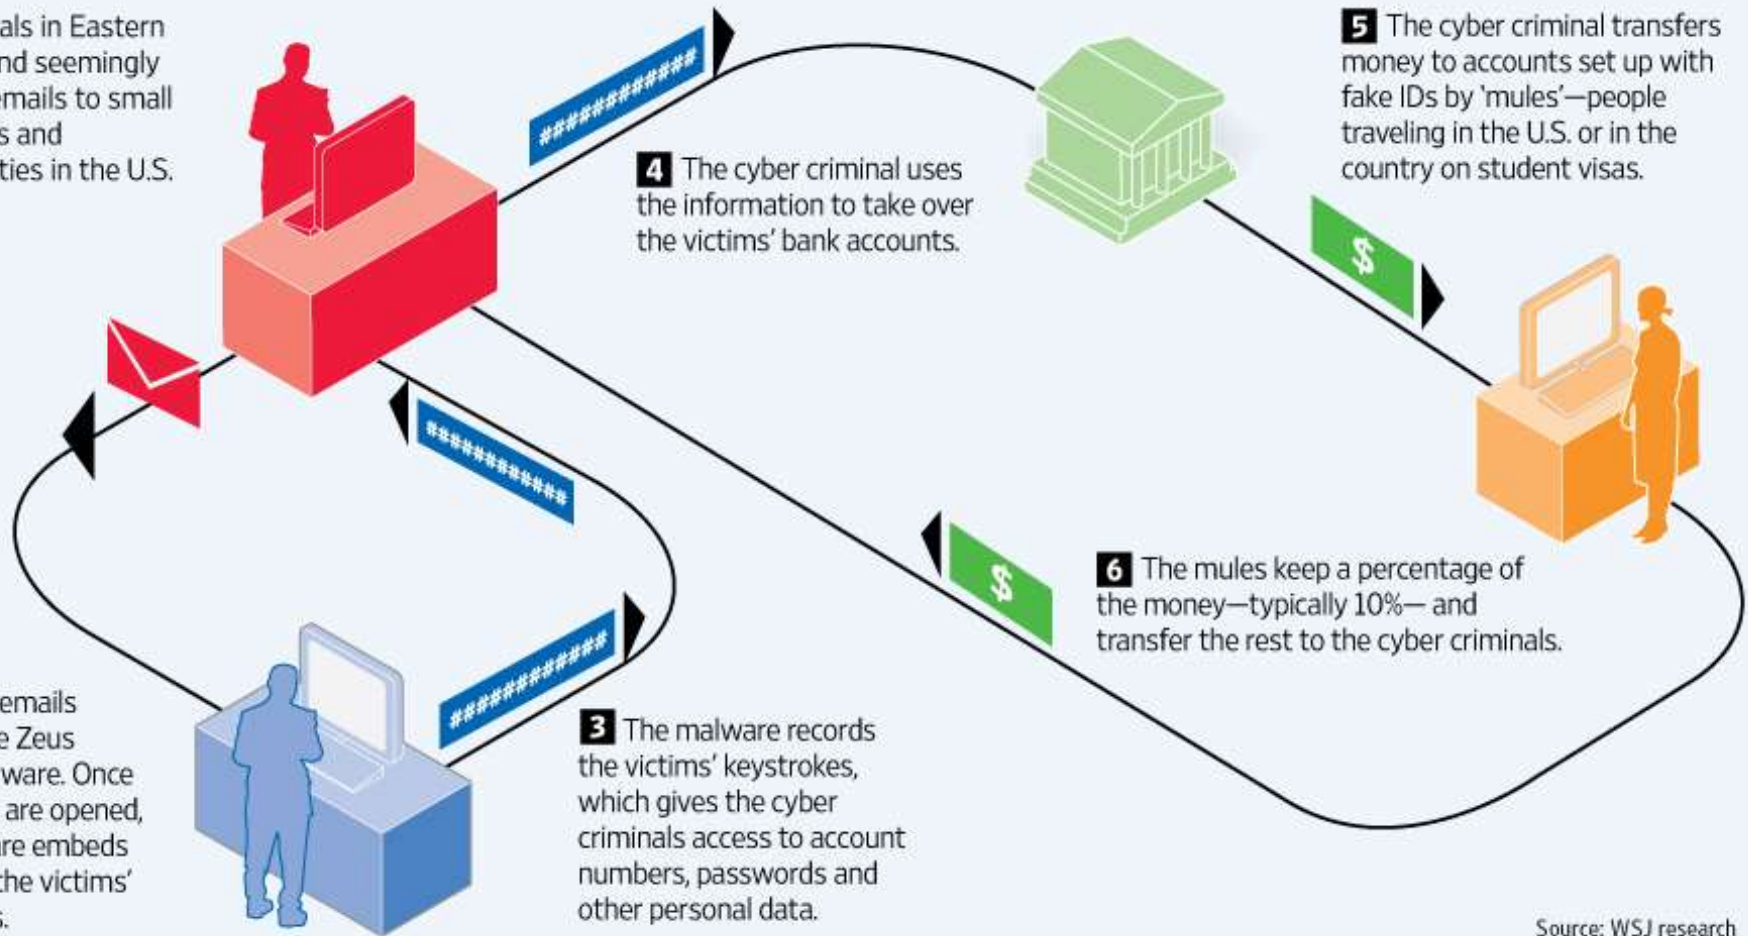 als in Eastern
nd seemingly
emails to small
s and
ties in the U.S.
############
4 The cyber criminal uses
the information to take over
the victims' bank accounts.
5 The cyber criminal transfers
money to accounts set up with
fake IDs by 'mules'—people
traveling in the U.S. or in the
country on student visas.
$
############
$
6 The mules keep a percentage of
the money—typically 10%— and
transfer the rest to the cyber criminals.
############
emails
e Zeus
ware. Once
are opened,
re embeds
the victims'
s.
3 The malware records
the victims' keystrokes,
which gives the cyber
criminals access to account
numbers, passwords and
other personal data.
Source: WSJ research